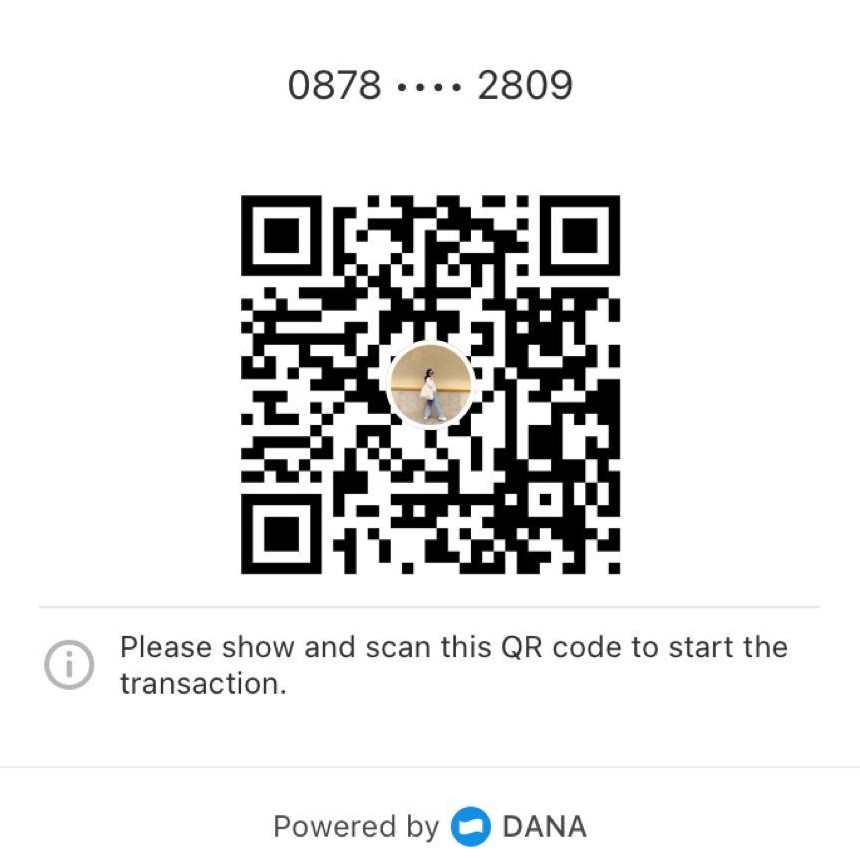 0878 •••• 2809
Please show and scan this QR code to start the
transaction.
Powered by DANA